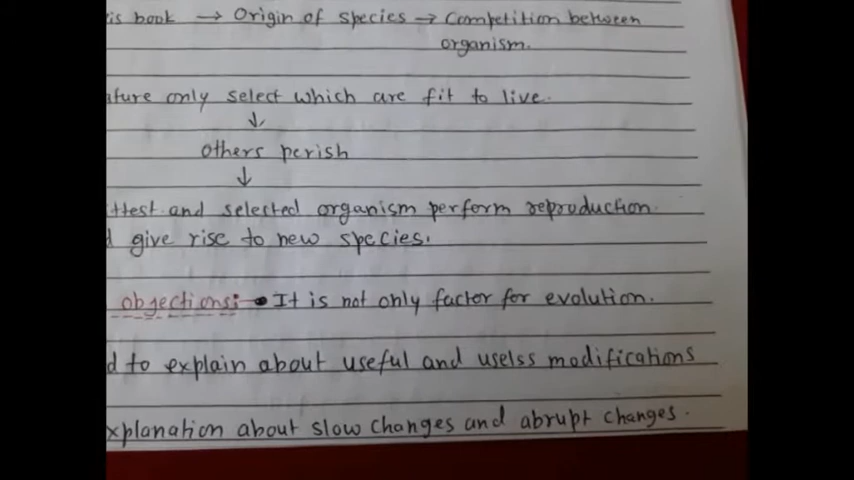 is book → Origin of species → Competition between
organism.
ature only select which are fit to live.
↓
others perish
↓
ttest and selected organism perform reproduction.
d give rise to new species.
objections:- • It is not only factor for evolution.
d to explain about useful and uselss modifications
xplanation about slow changes and abrupt changes.